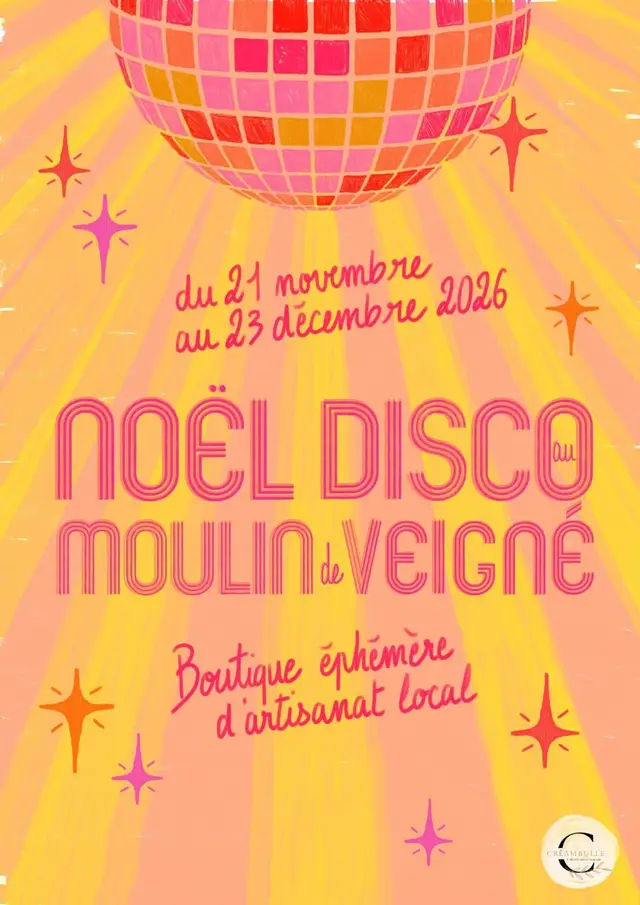 du 21 novembre
au 23 décembre 2026
NOËL DISCO au
MOULIN de VEIGNÉ
Boutique éphémère
d'artisanat local
C
CRÉAMBULLE